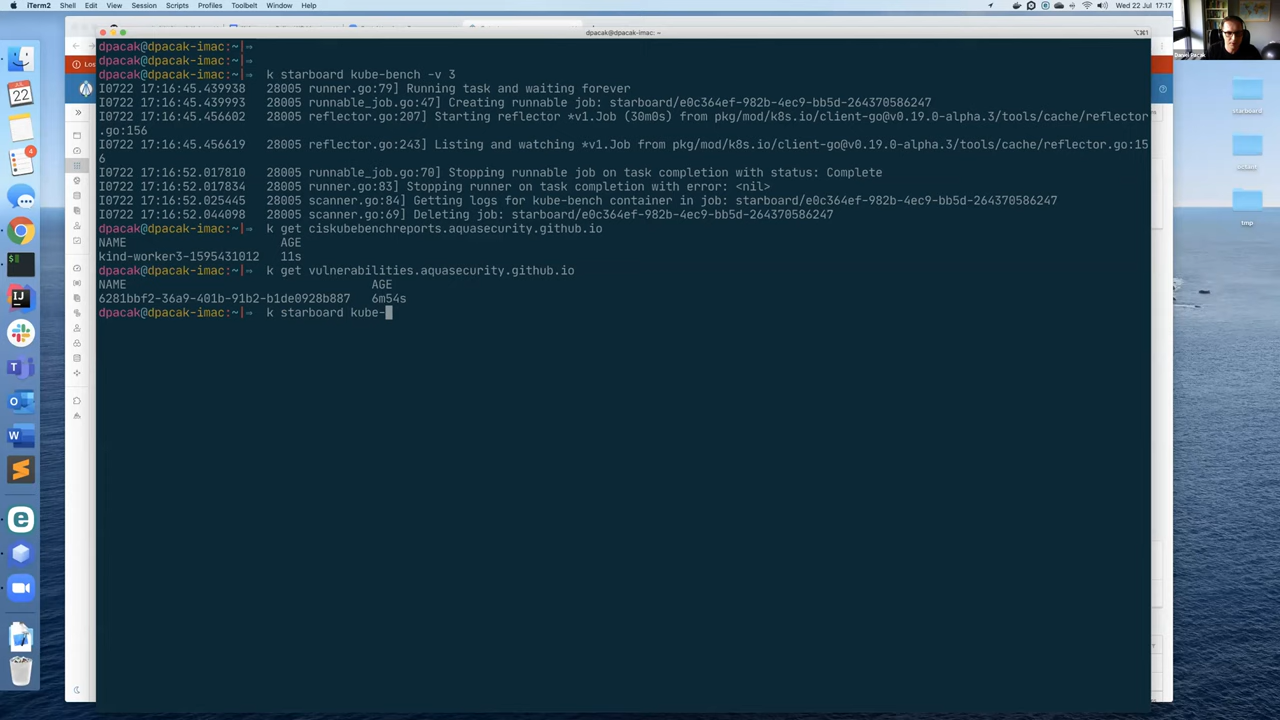 iTerm2 Shell Edit View Session Scripts Profiles Toolbelt Window Help
Wed 22 Jul 17:17
dpacak@dpacak-imac: ~
⌥⌘1
dpacak@dpacak-imac:~|⇒
dpacak@dpacak-imac:~|⇒
dpacak@dpacak-imac:~|⇒ k starboard kube-bench -v 3
I0722 17:16:45.439938 28005 runner.go:79] Running task and waiting forever
I0722 17:16:45.439993 28005 runnable_job.go:47] Creating runnable job: starboard/e0c364ef-982b-4ec9-bb5d-264370586247
I0722 17:16:45.456602 28005 reflector.go:207] Starting reflector *v1.Job (30m0s) from pkg/mod/k8s.io/client-go@v0.19.0-alpha.3/tools/cache/reflector
.go:156
I0722 17:16:45.456619 28005 reflector.go:243] Listing and watching *v1.Job from pkg/mod/k8s.io/client-go@v0.19.0-alpha.3/tools/cache/reflector.go:15
6
I0722 17:16:52.017810 28005 runnable_job.go:70] Stopping runnable job on task completion with status: Complete
I0722 17:16:52.017834 28005 runner.go:83] Stopping runner on task completion with error: <nil>
I0722 17:16:52.025445 28005 scanner.go:84] Getting logs for kube-bench container in job: starboard/e0c364ef-982b-4ec9-bb5d-264370586247
I0722 17:16:52.044098 28005 scanner.go:69] Deleting job: starboard/e0c364ef-982b-4ec9-bb5d-264370586247
dpacak@dpacak-imac:~|⇒ k get ciskubebenchreports.aquasecurity.github.io
NAME AGE
kind-worker3-1595431012 11s
dpacak@dpacak-imac:~|⇒ k get vulnerabilities.aquasecurity.github.io
NAME AGE
6281bbf2-36a9-401b-91b2-b1de0928b887 6m54s
dpacak@dpacak-imac:~|⇒ k starboard kube-
Los
Daniel Pacak
starboard
tmp
22
4